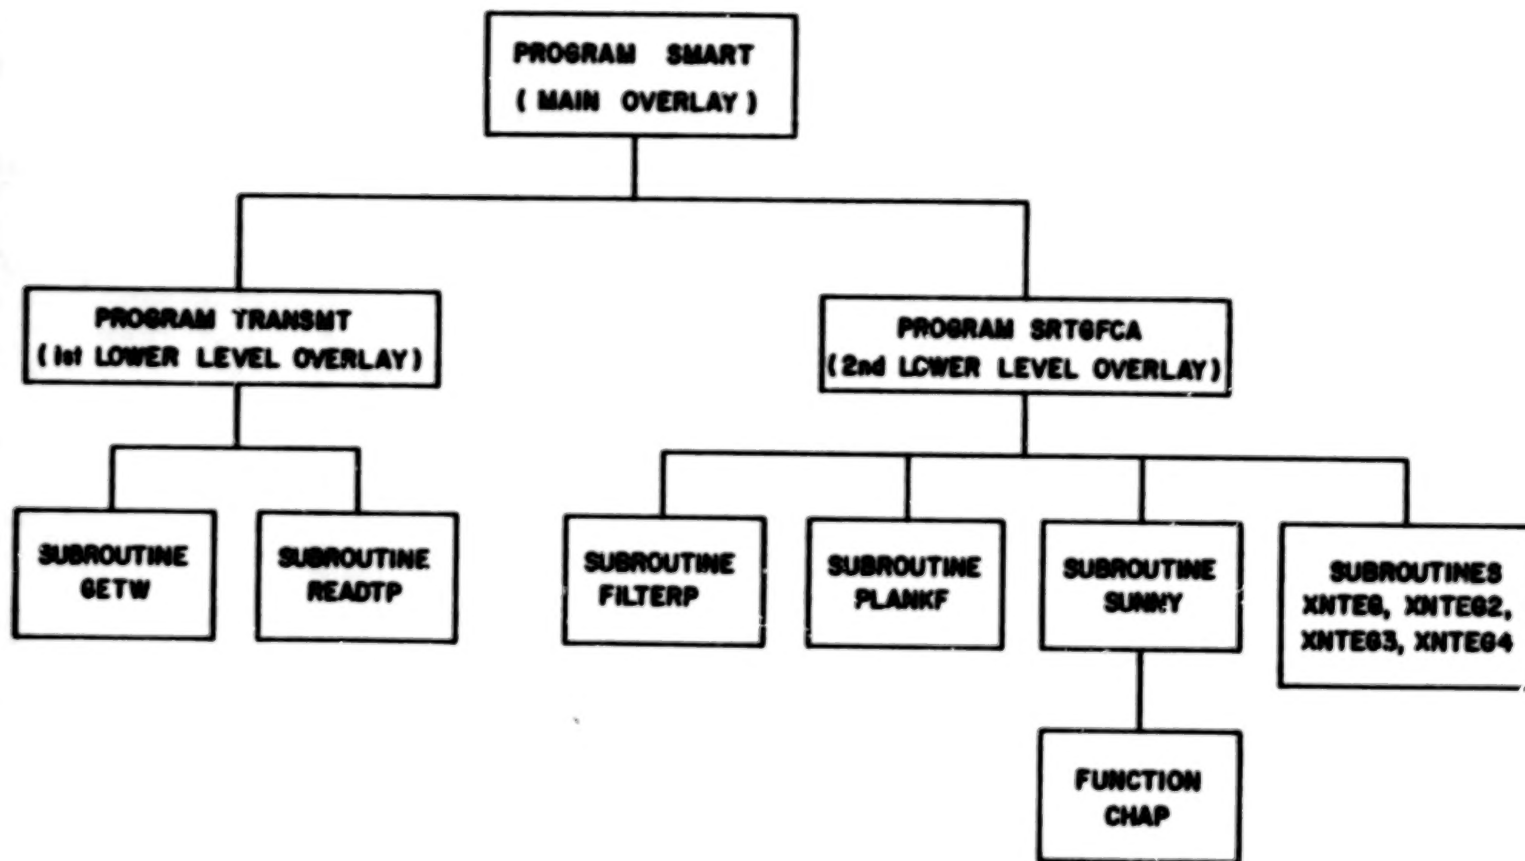 PROGRAM SMART
( MAIN OVERLAY )
PROGRAM TRANSMT
(1st LOWER LEVEL OVERLAY)
PROGRAM SRTGFCA
(2nd LOWER LEVEL OVERLAY)
SUBROUTINE
GETW
SUBROUTINE
READTP
SUBROUTINE
FILTERP
SUBROUTINE
PLANKF
SUBROUTINE
SUNNY
SUBROUTINES
XNTEG, XNTEG2,
XNTEG3, XNTEG4
FUNCTION
CHAP